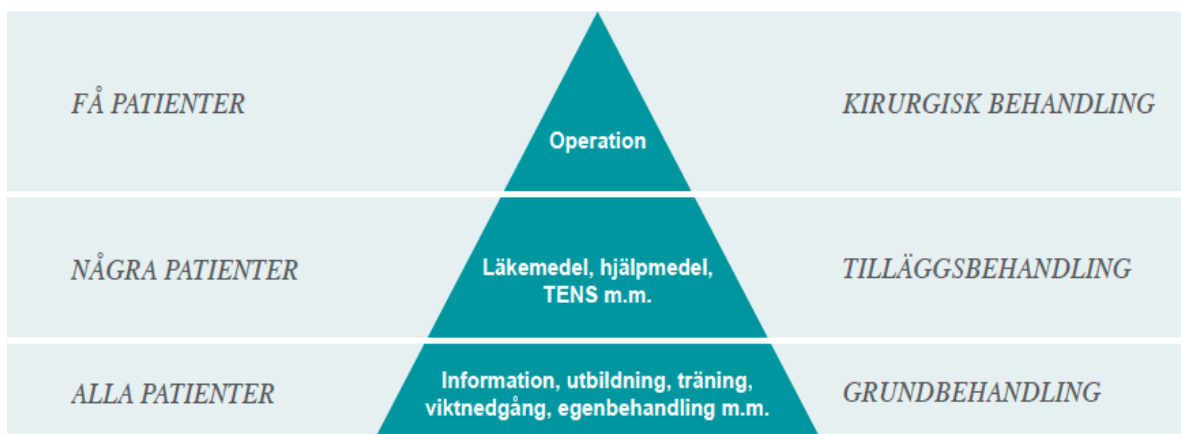 FÅ PATIENTER
Operation
KIRURGISK BEHANDLING
NÅGRA PATIENTER
Läkemedel, hjälpmedel,
TENS m.m.
TILLÄGGSBEHANDLING
ALLA PATIENTER
Information, utbildning, träning,
viktnedgång, egenbehandling m.m.
GRUNDBEHANDLING